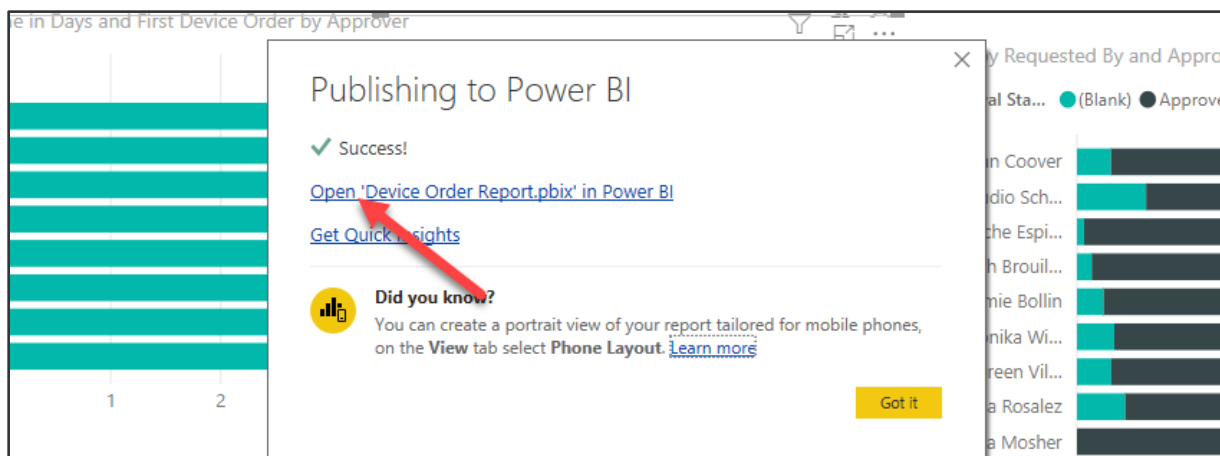 e in Days and First Device Order by Approver
Publishing to Power BI
Success!
Open 'Device Order Report.pbix' in Power BI
Get Quick Insights
Did you know?
You can create a portrait view of your report tailored for mobile phones,
on the View tab select Phone Layout. Learn more
Got it
1 2
y Requested By and Appro
al Sta... (Blank) Approve
n Coover
dio Sch...
che Espi...
h Brouil...
mie Bollin
nika Wi...
reen Vil...
a Rosalez
a Mosher